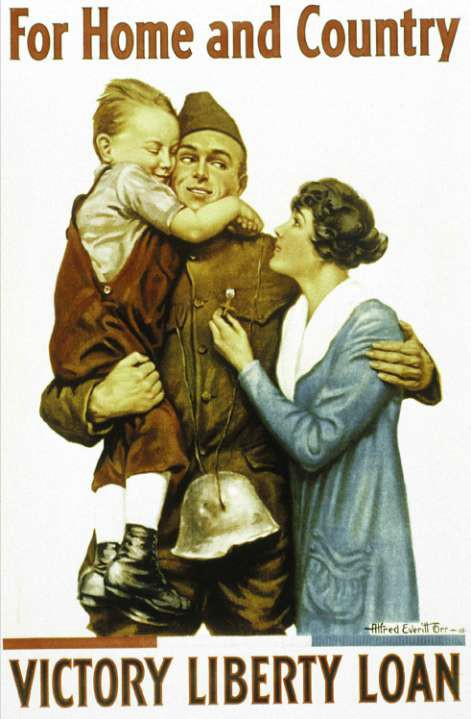 For Home and Country
Alfred Everitt Orr
VICTORY LIBERTY LOAN